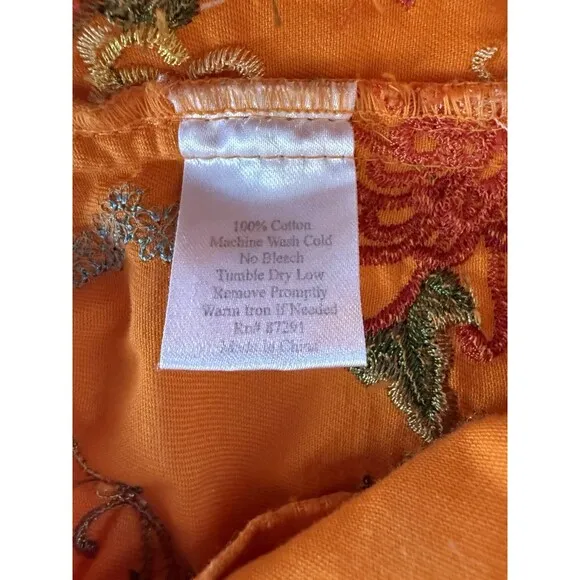 100% Cotton
Machine Wash Cold
No Bleach
Tumble Dry Low
Remove Promptly
Warm Iron if Needed
Rn# 87291
Made in China